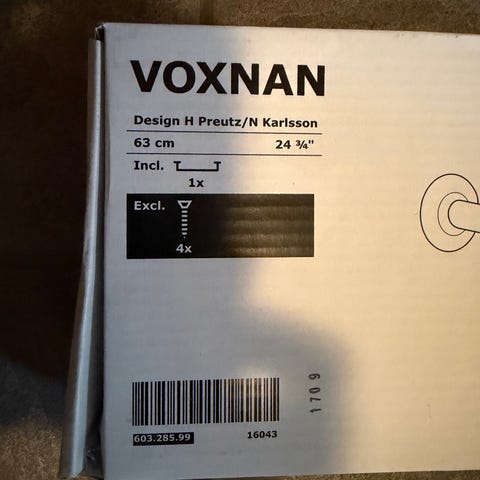 VOXNAN
Design H Preutz/N Karlsson
63 cm 24 ¾"
Incl.
1x
Excl.
4x
1709
603.285.99 16043